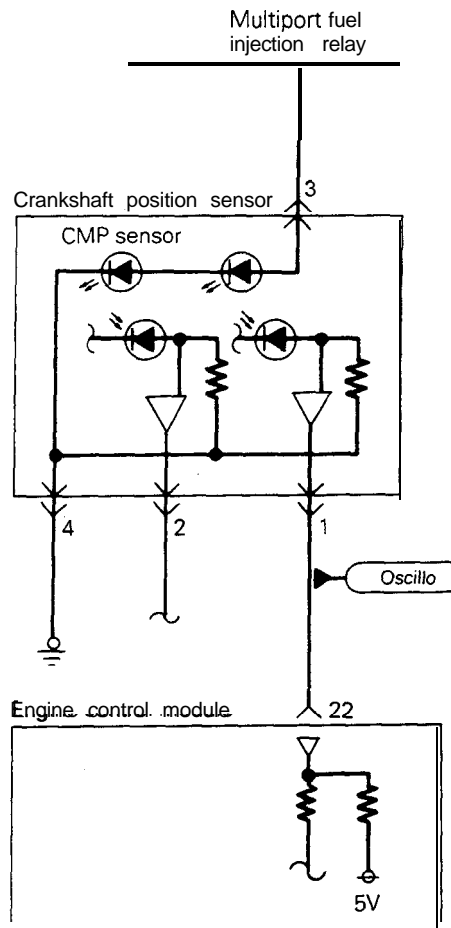 Multiport fuel
injection relay
3
Crankshaft position sensor
CMP sensor
4
2
1
Oscillo
Engine control module
22
5V